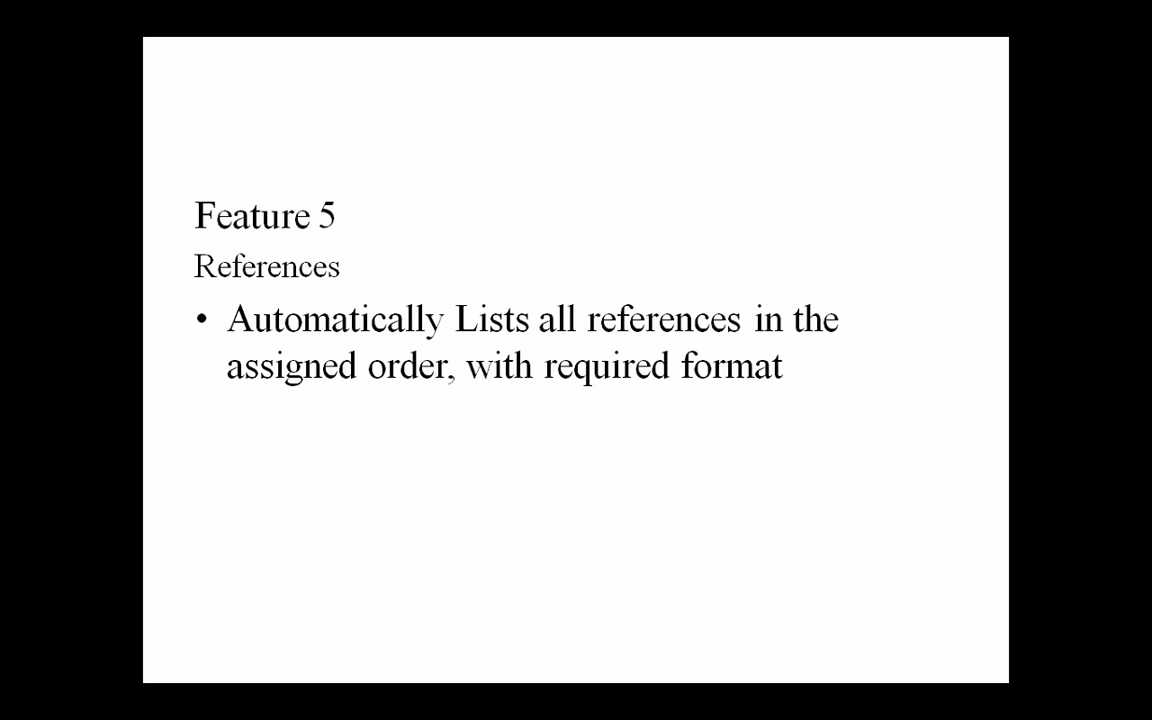 Feature 5
References
• Automatically Lists all references in the
assigned order, with required format